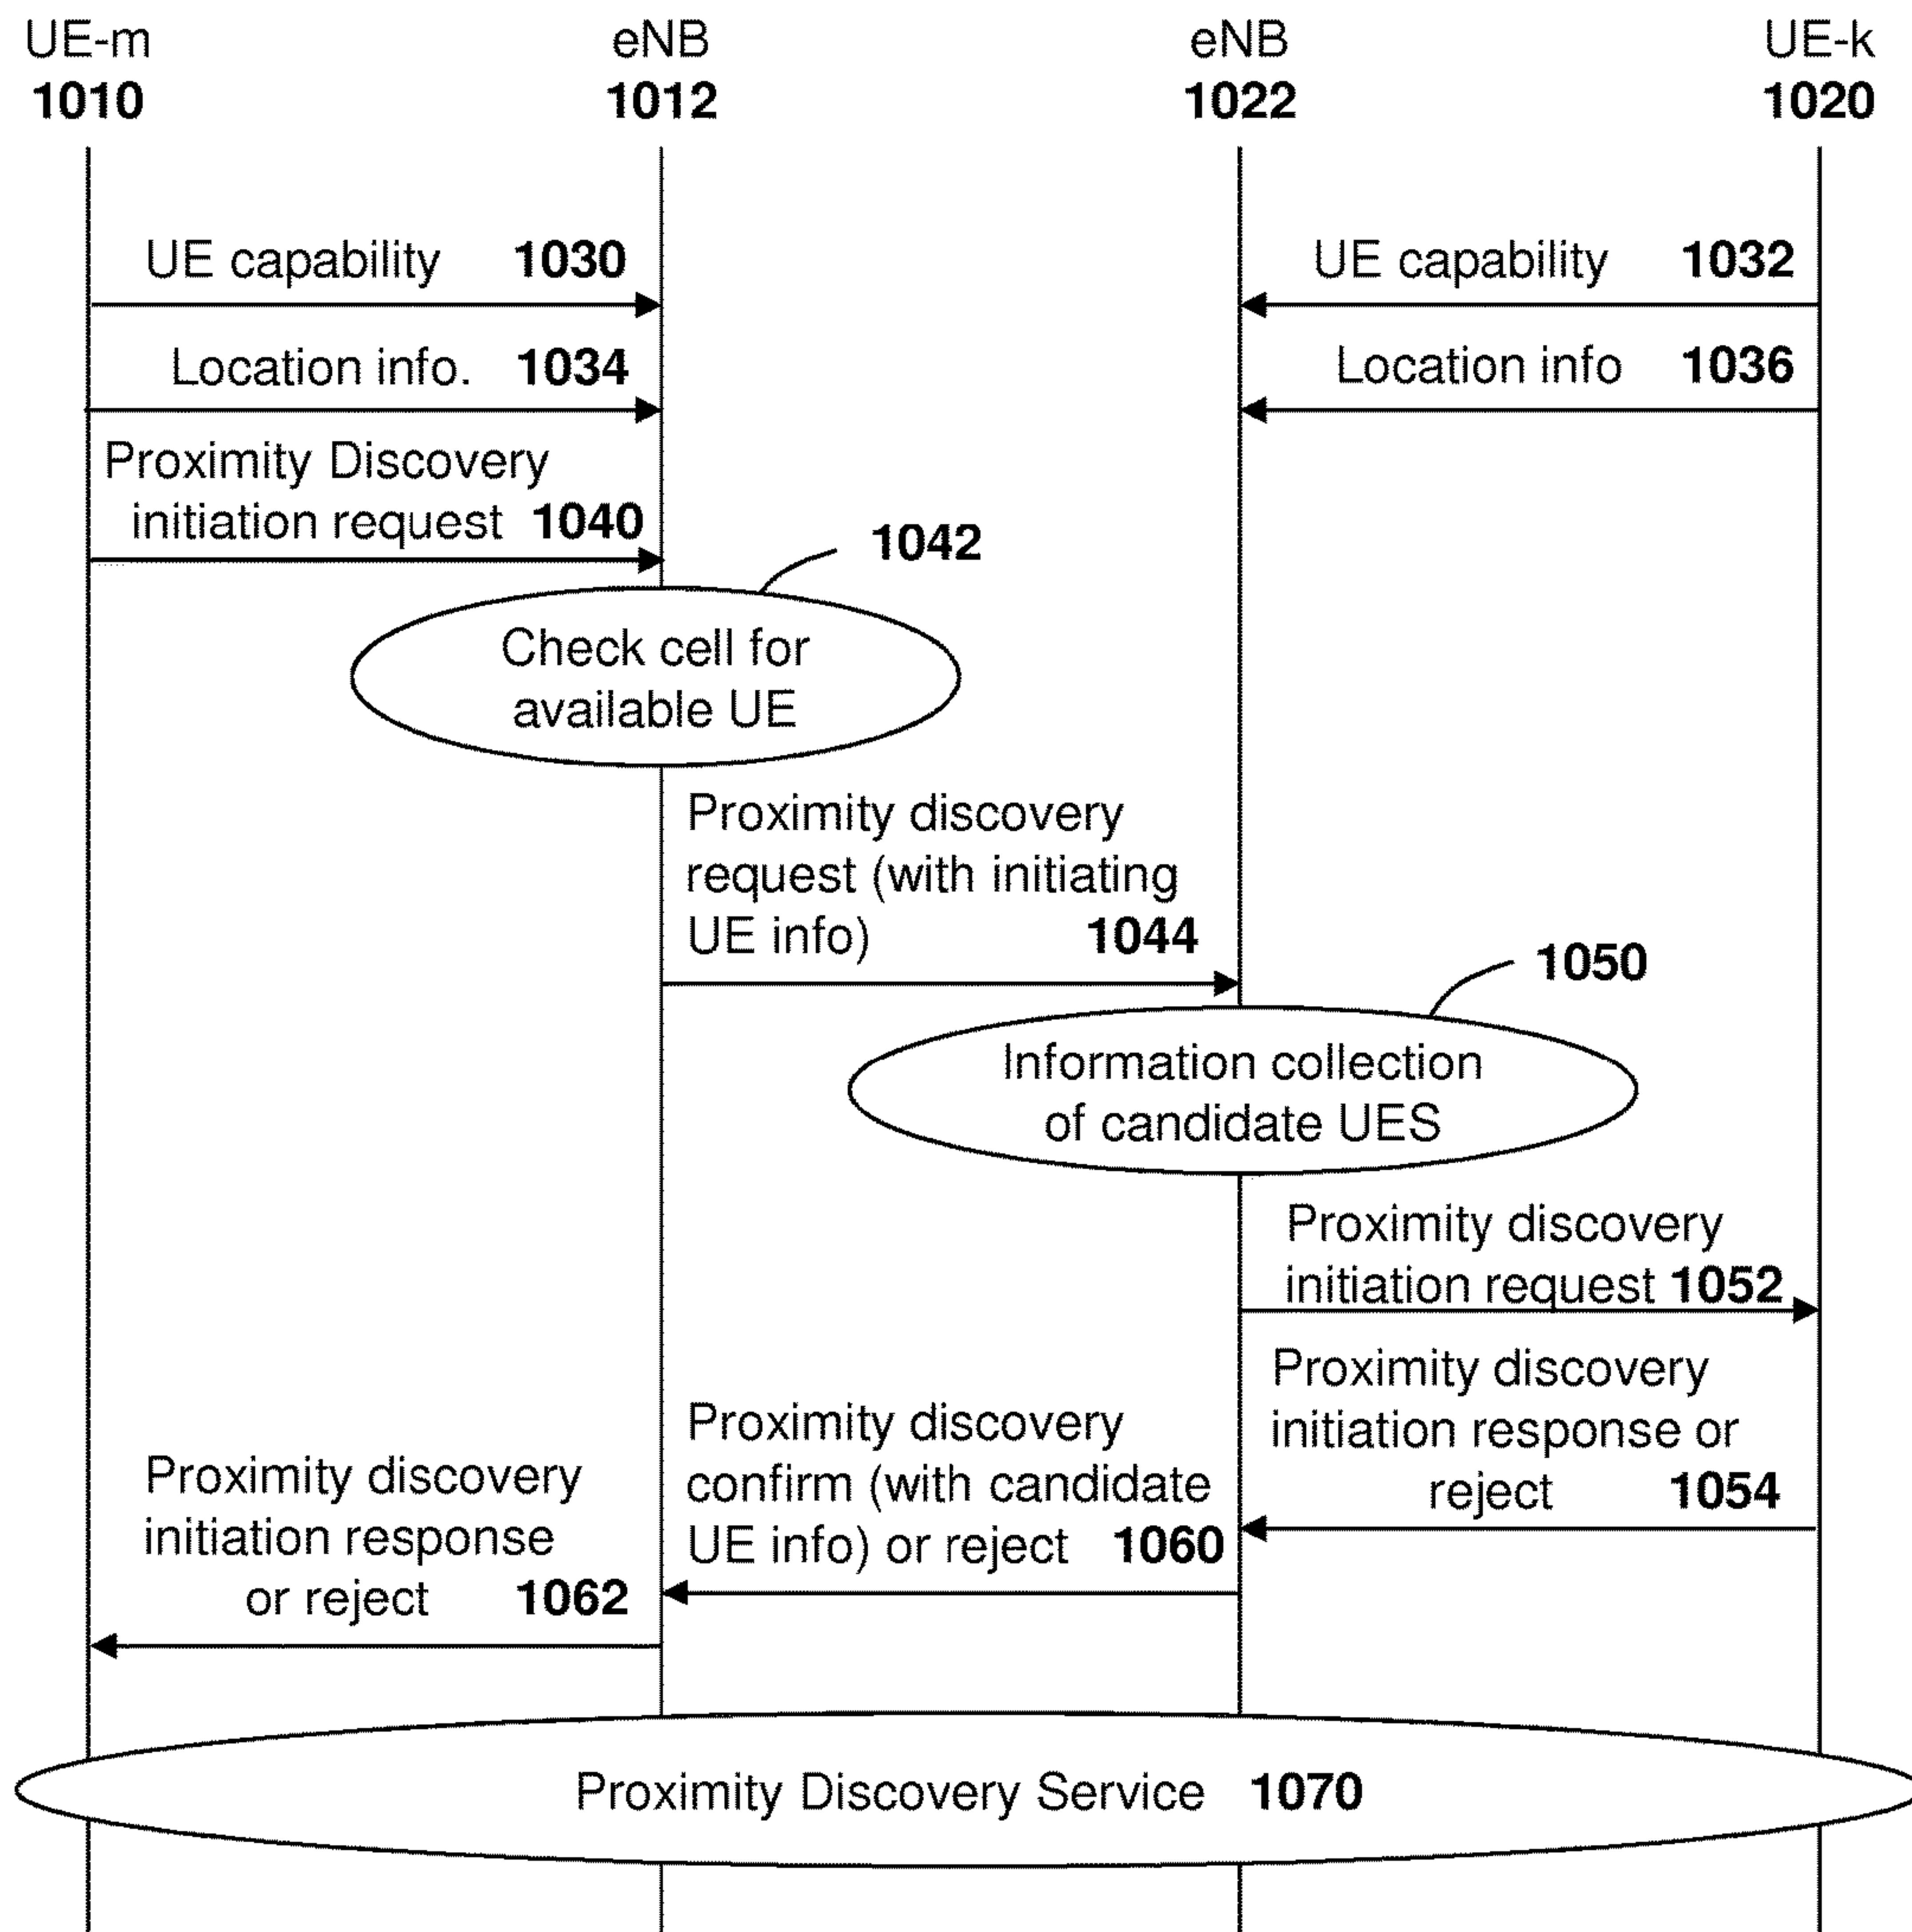 UE-m
1010
eNB
1012
eNB
1022
UE-k
1020
UE capability 1030
UE capability 1032
Location info. 1034
Location info 1036
Proximity Discovery
initiation request 1040
1042
Check cell for
available UE
Proximity discovery
request (with initiating
UE info) 1044
1050
Information collection
of candidate UES
Proximity discovery
initiation request 1052
Proximity discovery
initiation response or
reject 1054
Proximity discovery
confirm (with candidate
UE info) or reject 1060
Proximity discovery
initiation response
or reject 1062
Proximity Discovery Service 1070